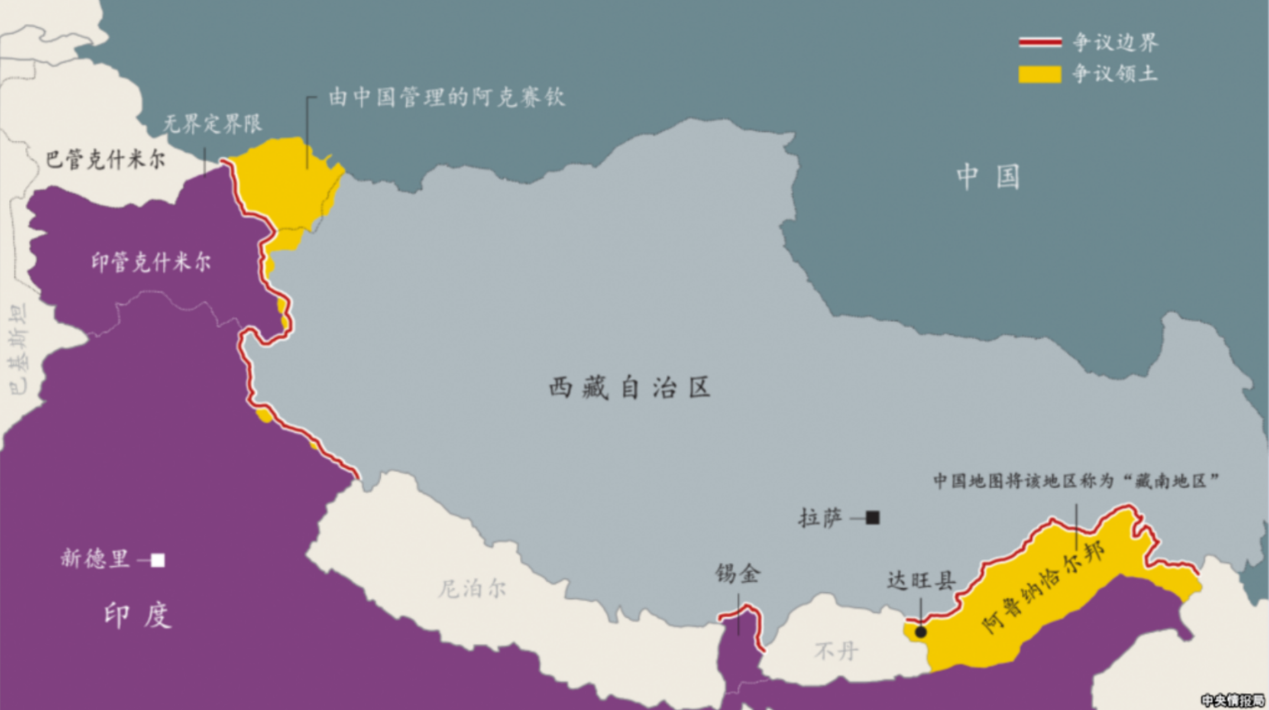 争议边界
争议领土
由中国管理的阿克赛钦
无界定界限
巴管克什米尔
中国
印管克什米尔
巴基斯坦
西藏自治区
中国地图将该地区称为“藏南地区”
拉萨
新德里
锡金
达旺县
阿鲁纳恰尔邦
尼泊尔
印度
不丹
中央情报局